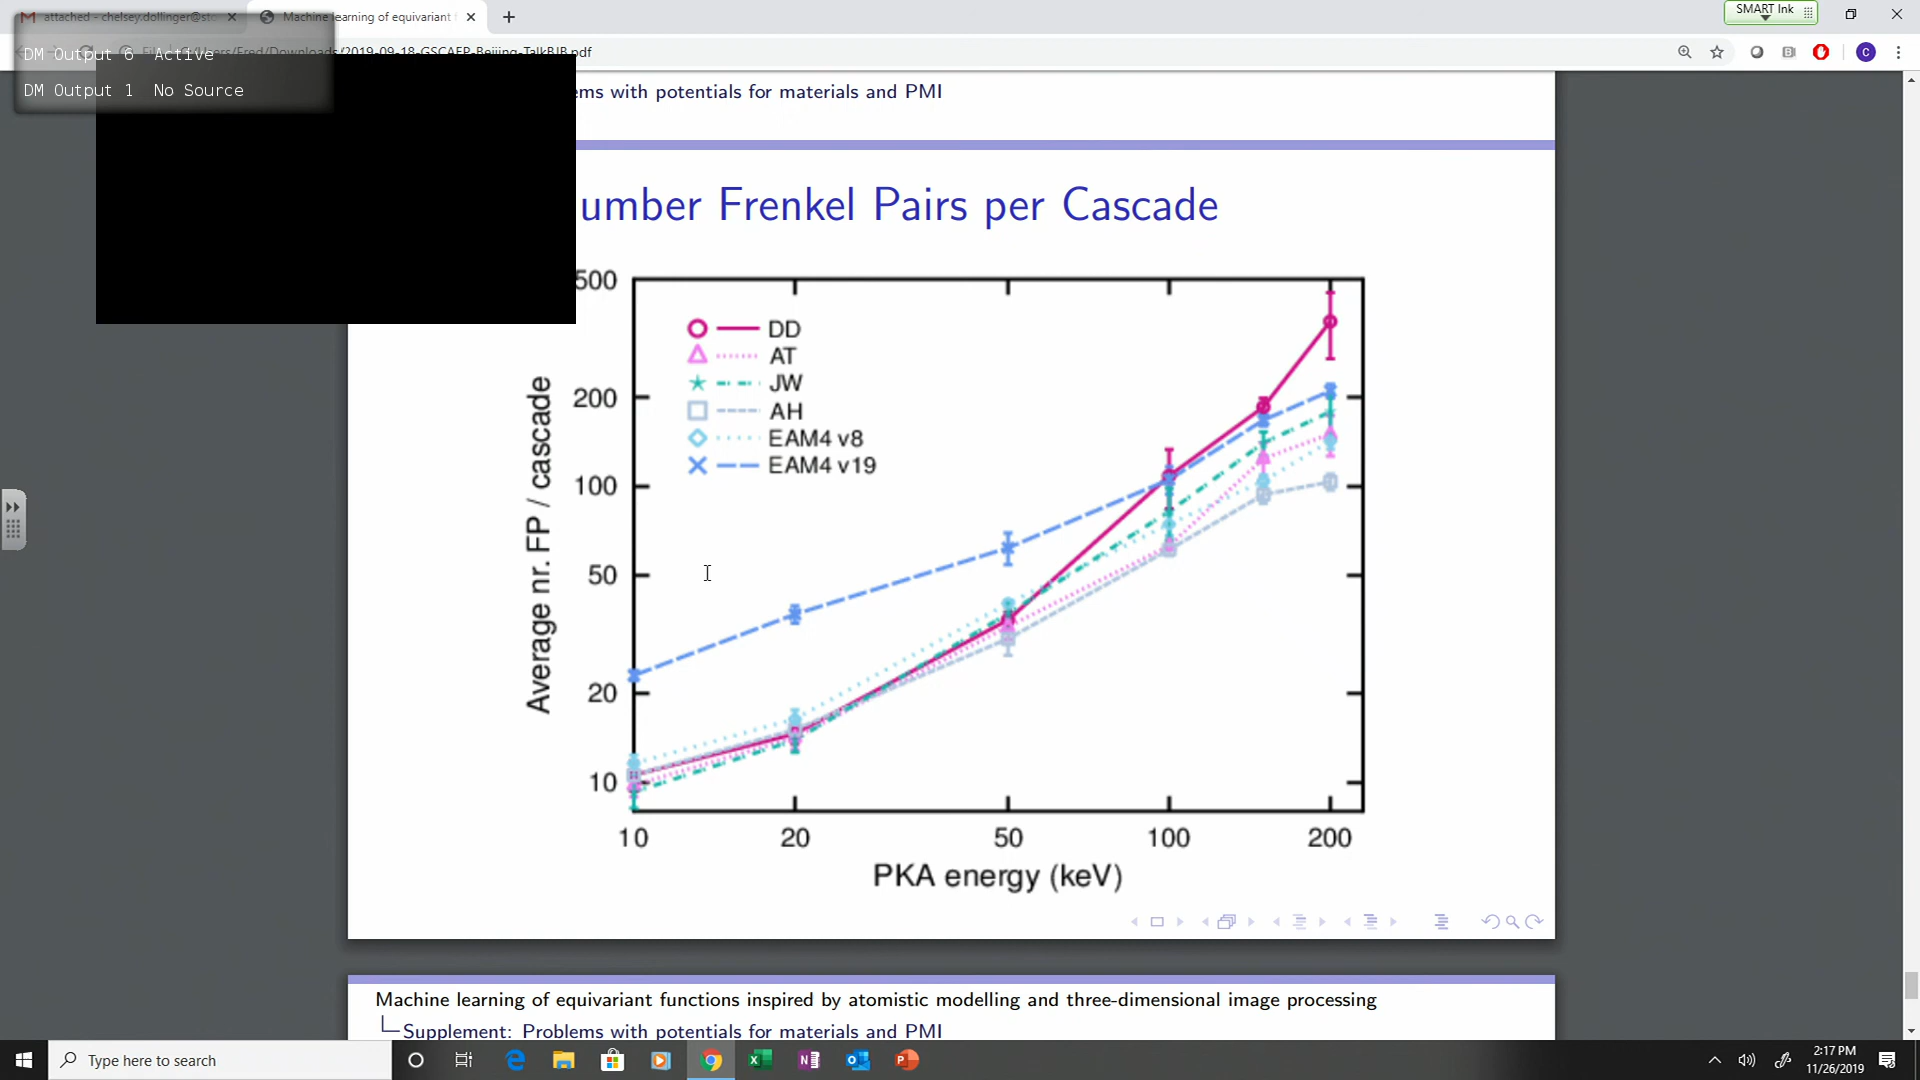 attached - chelsey.dollinger@st
Machine learning of equivariant
SMART Ink
DM Output 6 Active
2019-09-18-GSCAEP-Beijing-TalkBJB.pdf
DM Output 1 No Source
ems with potentials for materials and PMI
umber Frenkel Pairs per Cascade
500
200
100
50
20
10
Average nr. FP / cascade
DD
AT
JW
AH
EAM4 v8
EAM4 v19
10 20 50 100 200
PKA energy (keV)
Machine learning of equivariant functions inspired by atomistic modelling and three-dimensional image processing
Supplement: Problems with potentials for materials and PMI
Type here to search
2:17 PM
11/26/2019